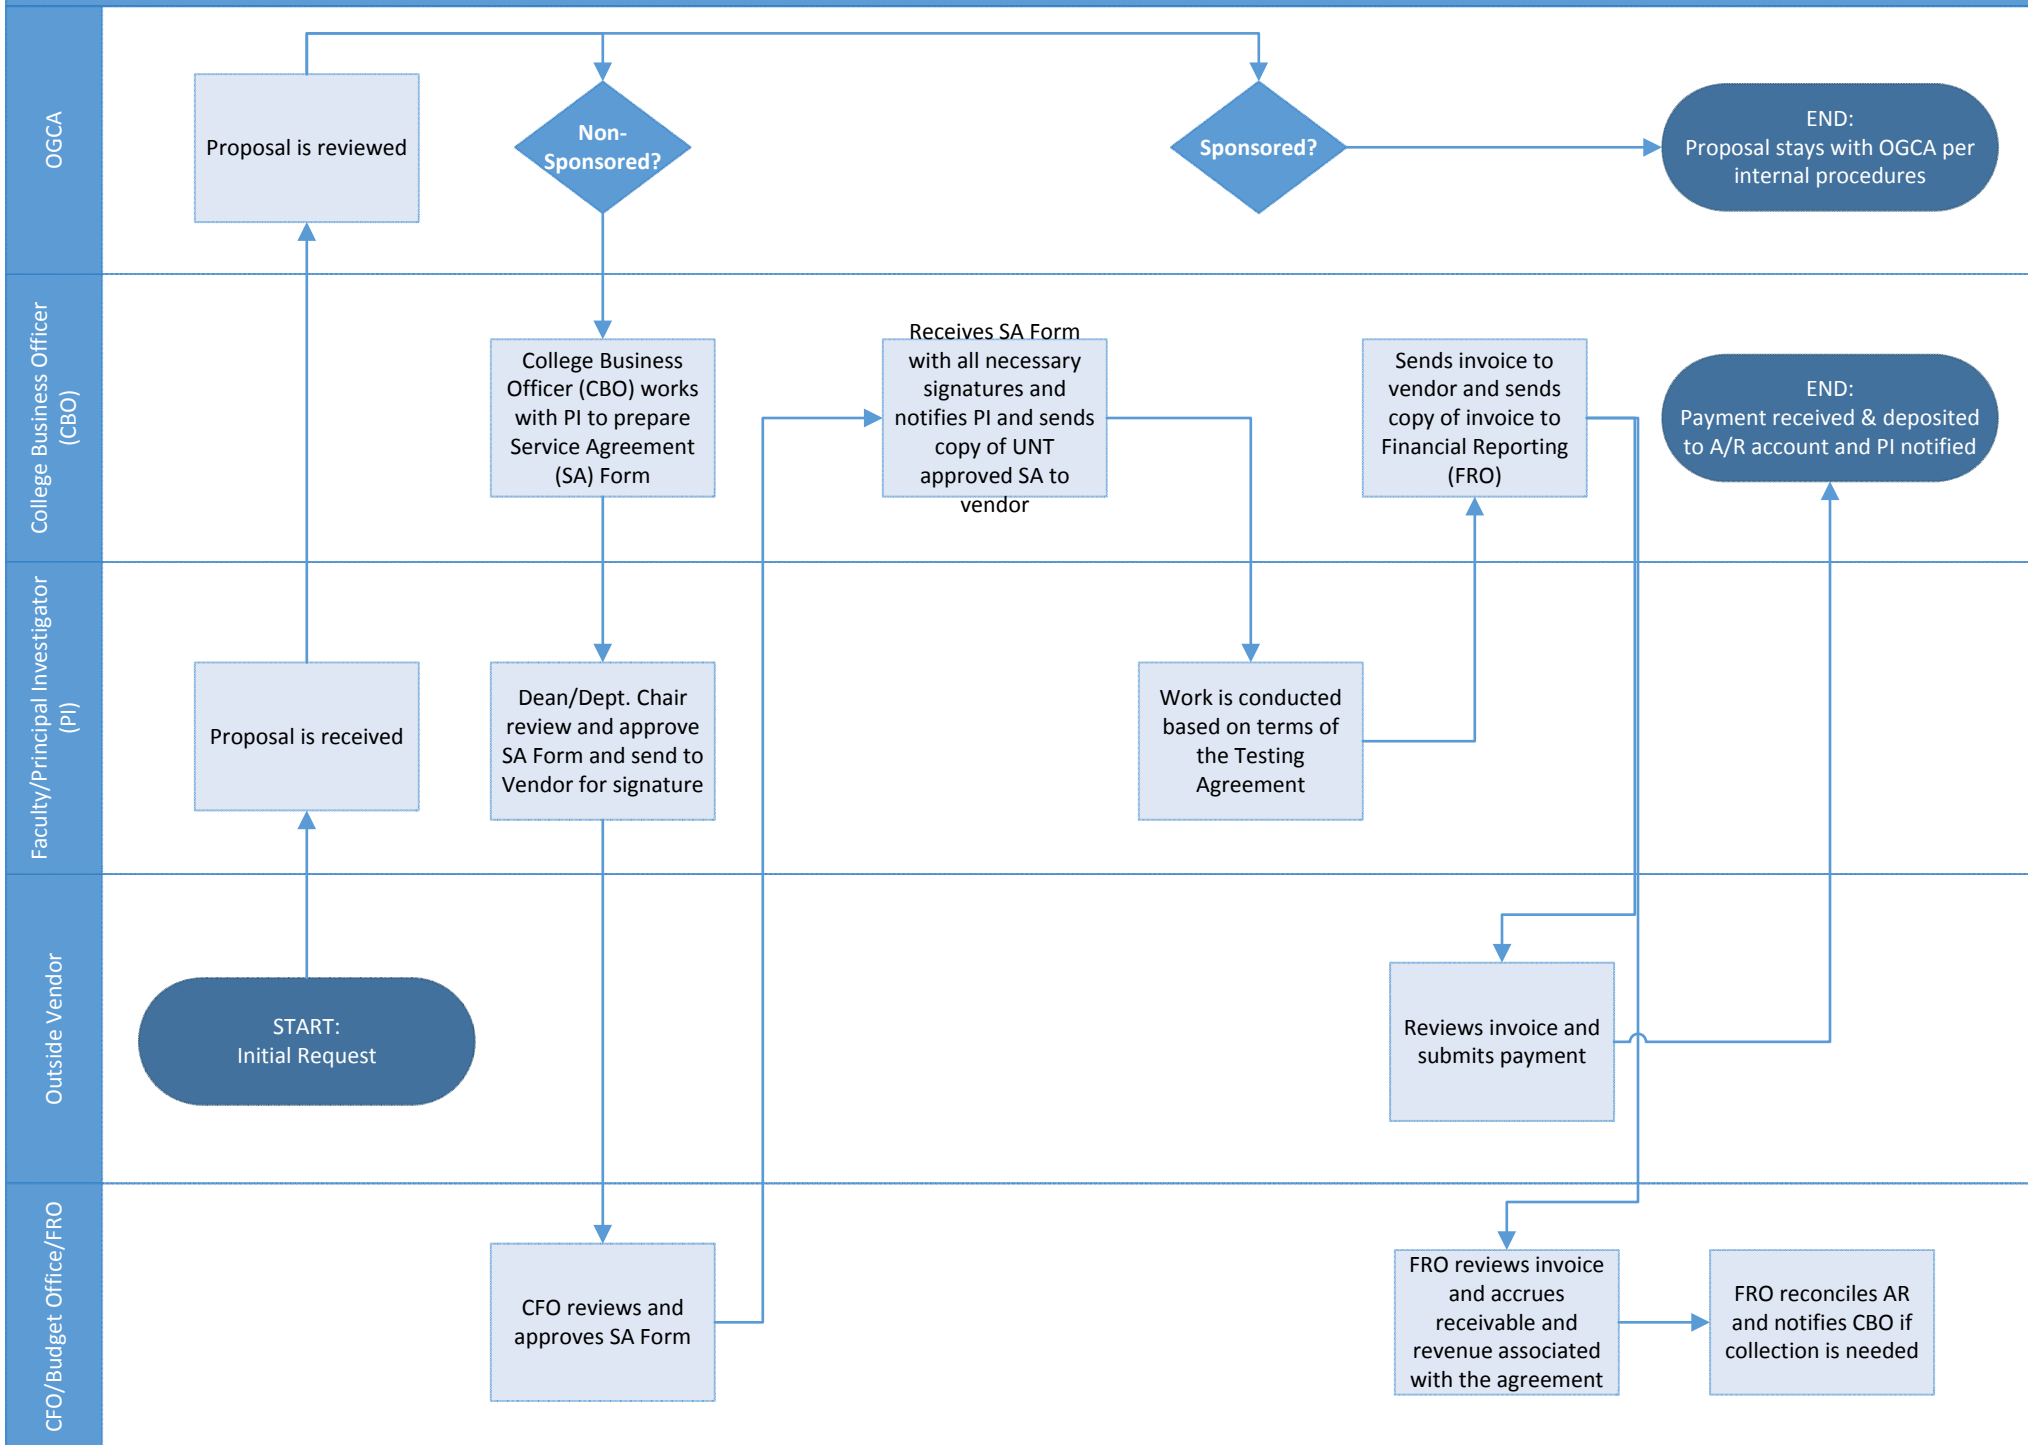 OGCA
Proposal is reviewed
Non-
Sponsored?
Sponsored?
END:
Proposal stays with OGCA per
internal procedures
College Business Officer
(CBO)
College Business
Officer (CBO) works
with PI to prepare
Service Agreement
(SA) Form
Receives SA Form
with all necessary
signatures and
notifies PI and sends
copy of UNT
approved SA to
vendor
Sends invoice to
vendor and sends
copy of invoice to
Financial Reporting
(FRO)
END:
Payment received & deposited
to A/R account and PI notified
Faculty/Principal Investigator
(PI)
Proposal is received
Dean/Dept. Chair
review and approve
SA Form and send to
Vendor for signature
Work is conducted
based on terms of
the Testing
Agreement
Outside Vendor
START:
Initial Request
Reviews invoice and
submits payment
CFO/Budget Office/FRO
CFO reviews and
approves SA Form
FRO reviews invoice
and accrues
receivable and
revenue associated
with the agreement
FRO reconciles AR
and notifies CBO if
collection is needed